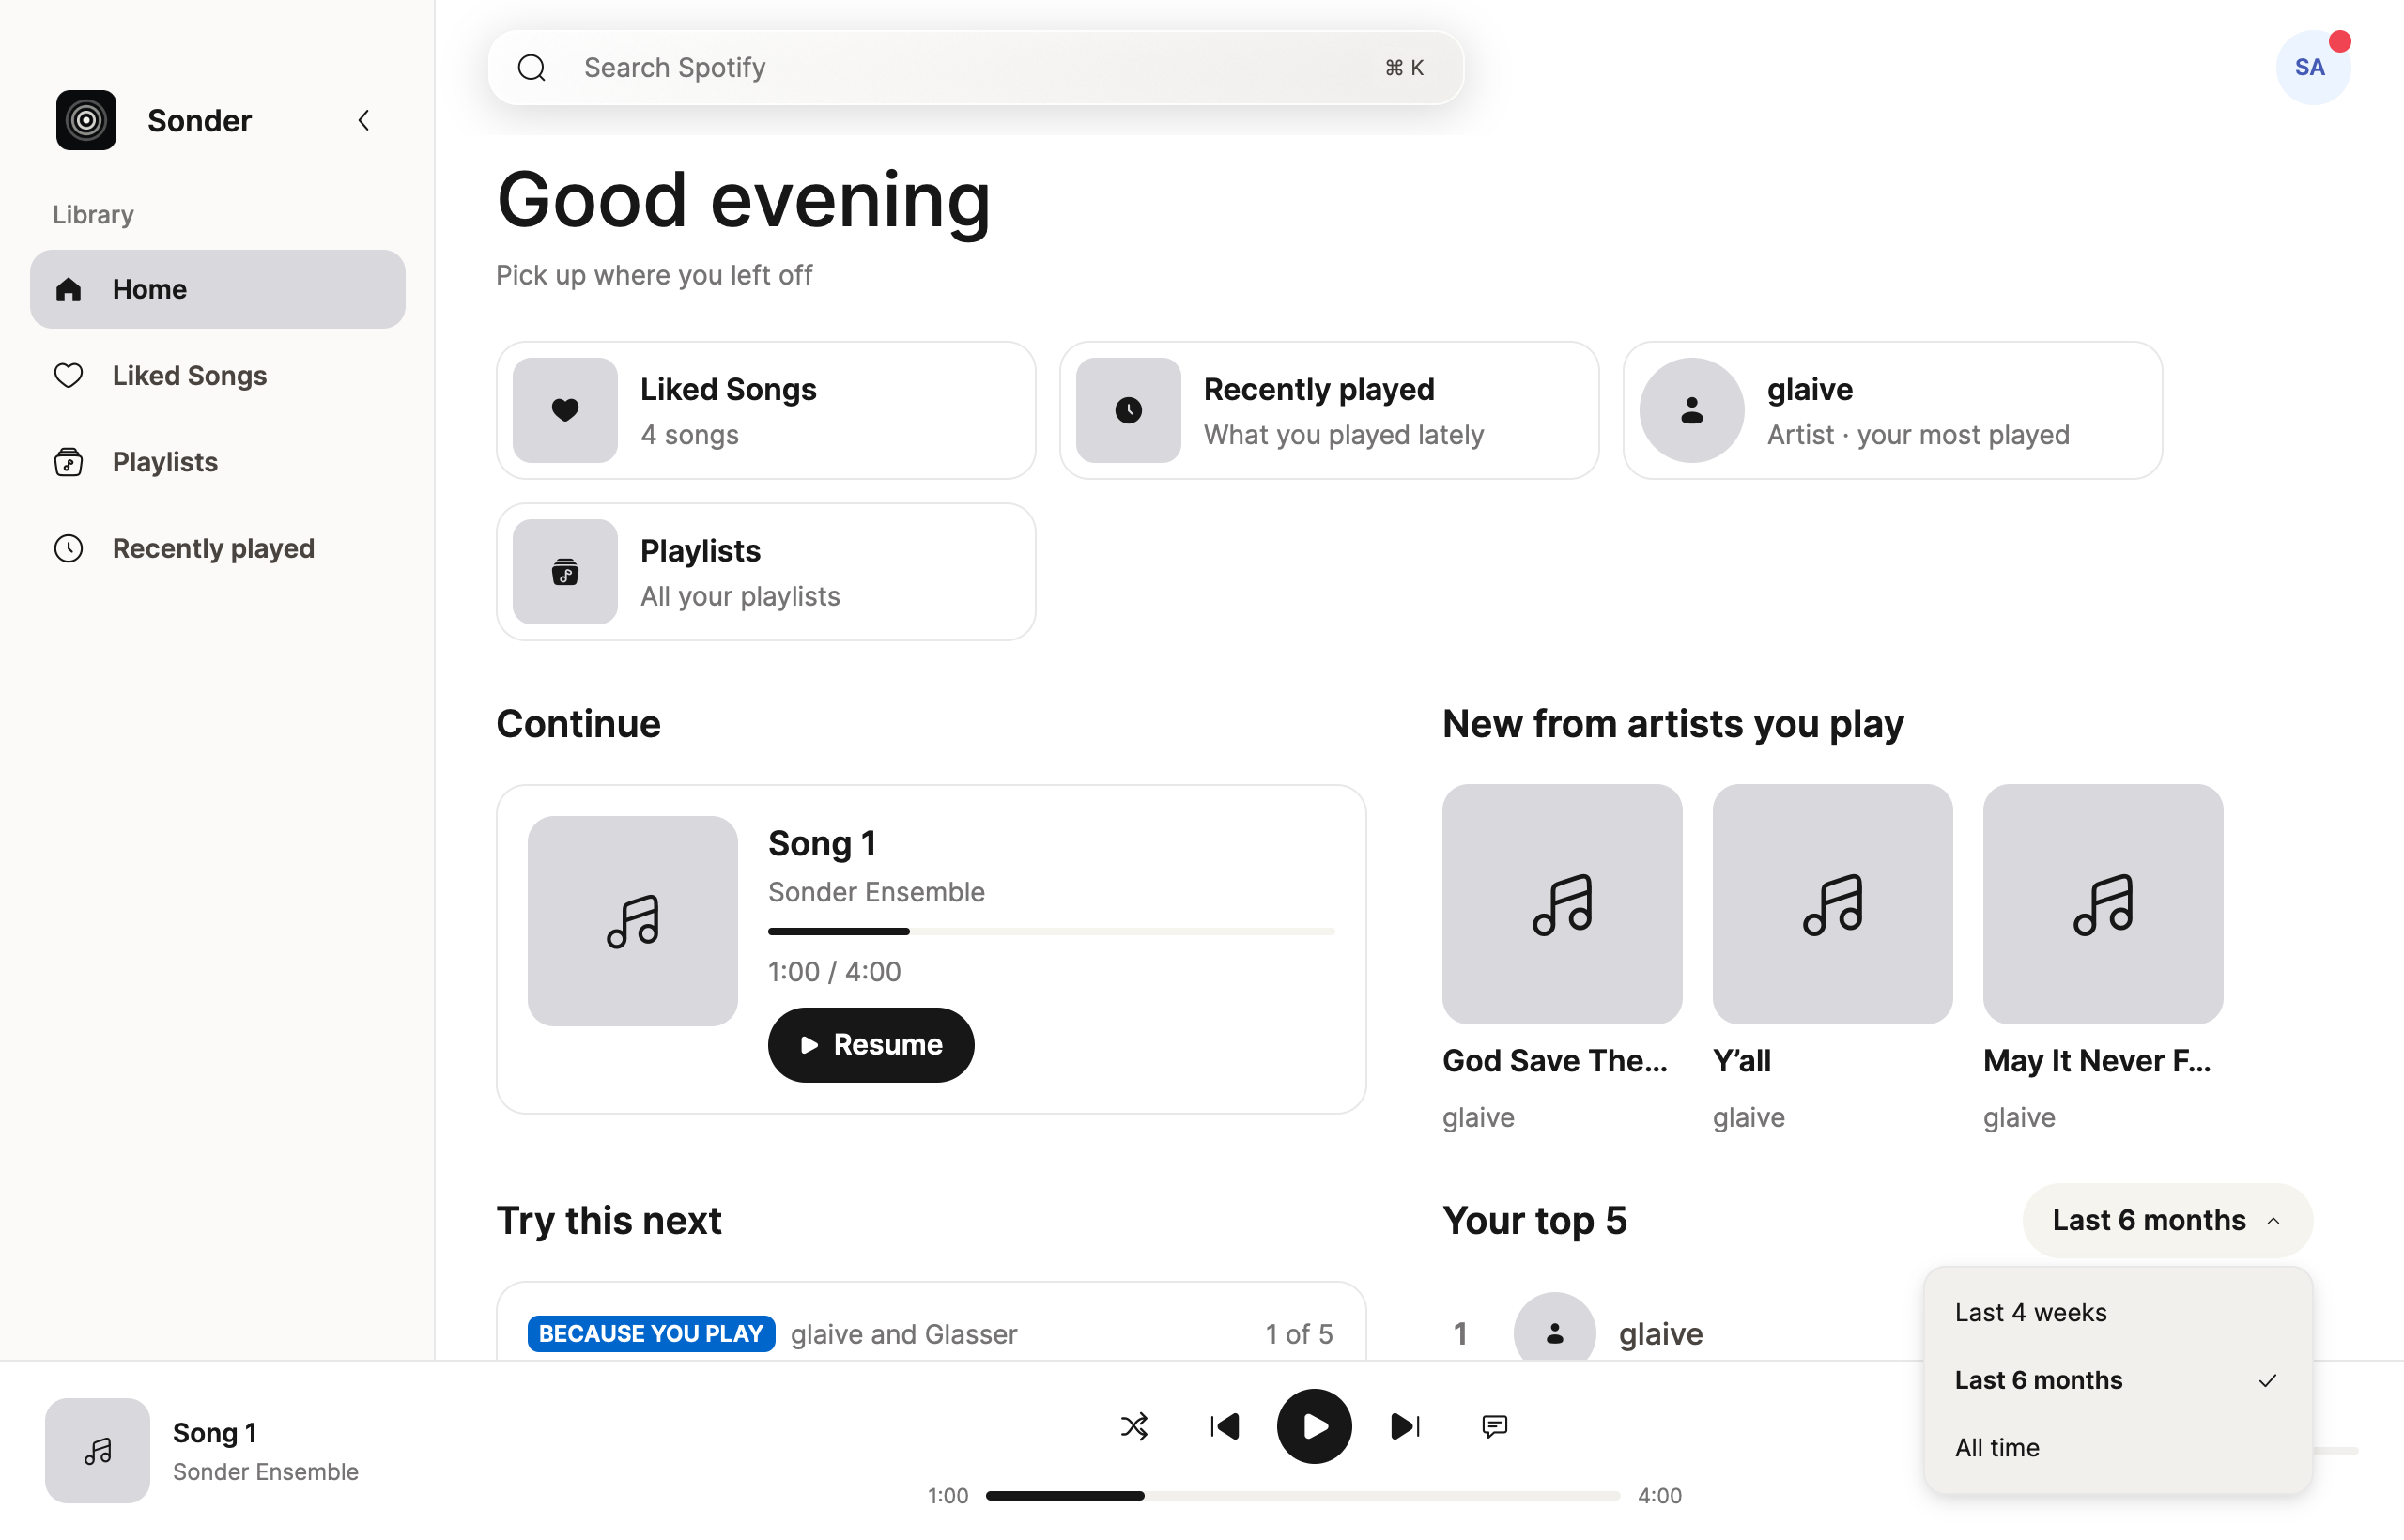 Search Spotify
⌘ K
SA
Sonder
Library
Home
Liked Songs
Playlists
Recently played
Good evening
Pick up where you left off
Liked Songs
4 songs
Recently played
What you played lately
glaive
Artist · your most played
Playlists
All your playlists
Continue
Song 1
Sonder Ensemble
1:00 / 4:00
Resume
New from artists you play
God Save The...
glaive
Y’all
glaive
May It Never F...
glaive
Try this next
BECAUSE YOU PLAY glaive and Glasser
1 of 5
Your top 5
Last 6 months
1 glaive
Last 4 weeks
Last 6 months
All time
Song 1
Sonder Ensemble
1:00
4:00